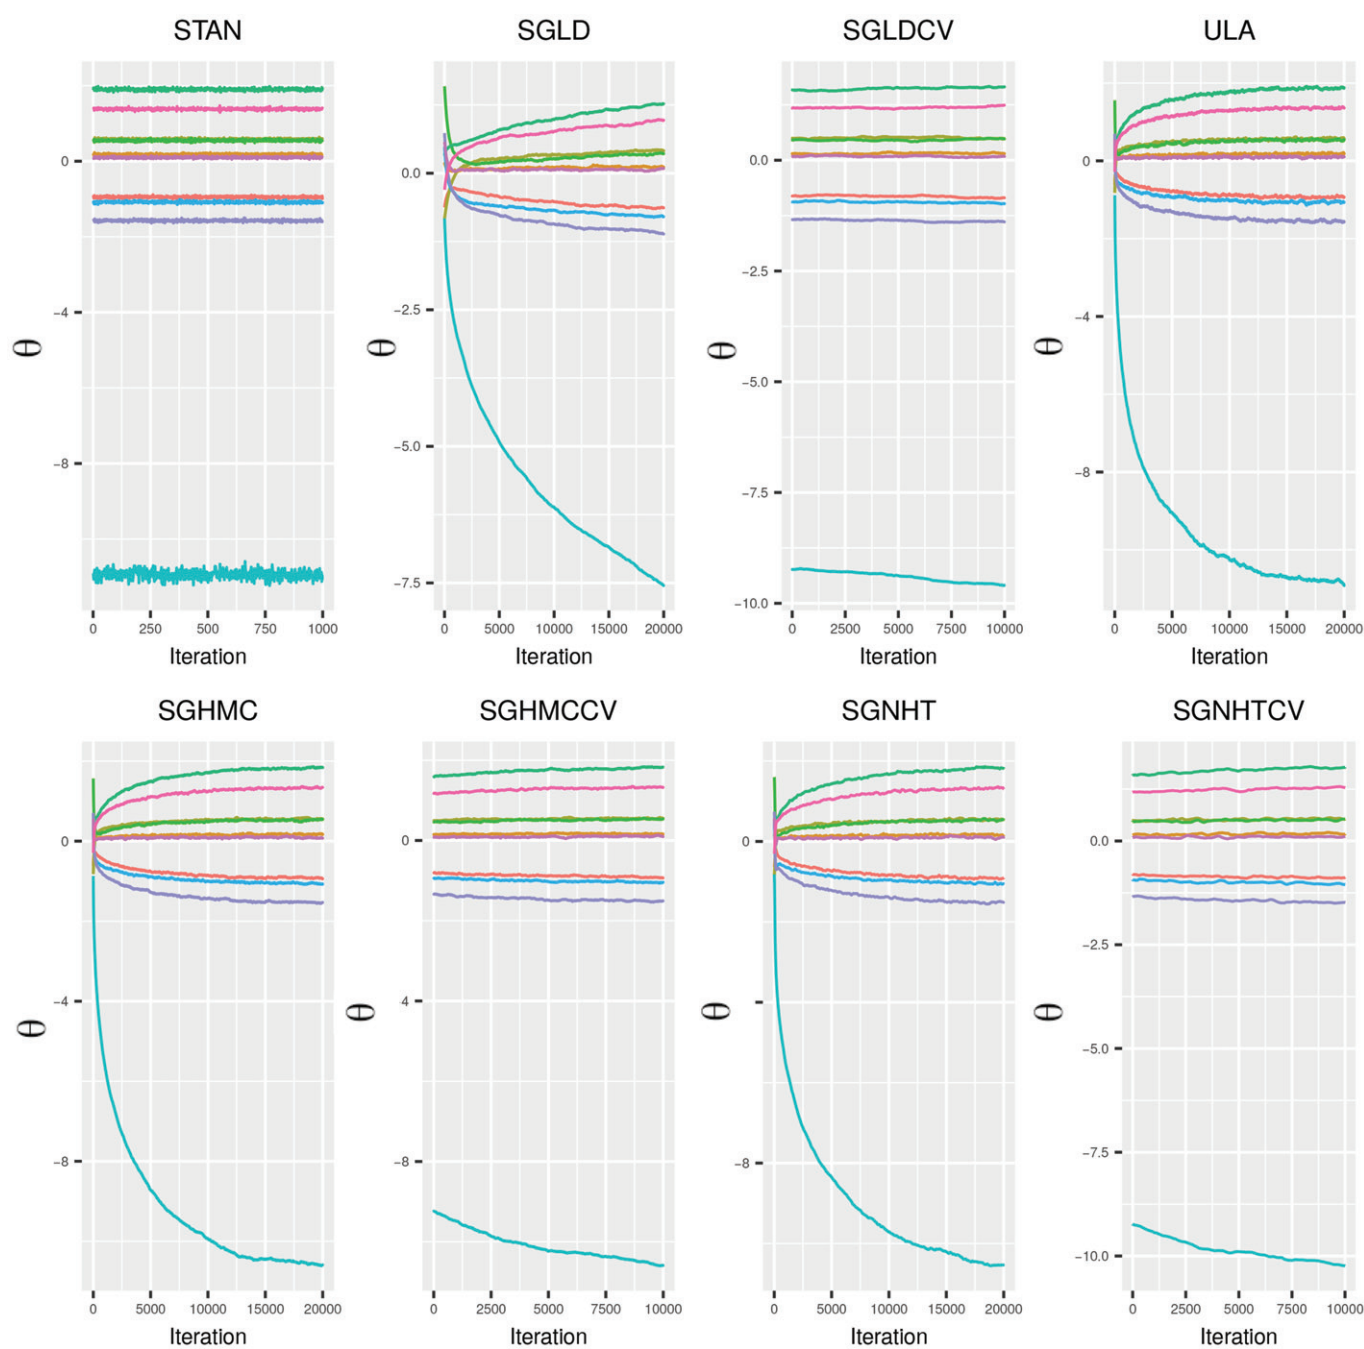 STAN SGLD SGLDCV ULA
0
−4
−8
θ
0 250 500 750 1000
Iteration
0.0
−2.5
−5.0
−7.5
θ
0 5000 10000 15000 20000
Iteration
0.0
−2.5
−5.0
−7.5
−10.0
θ
0 2500 5000 7500 10000
Iteration
0
−4
−8
θ
0 5000 10000 15000 20000
Iteration
SGHMC SGHMCCV SGNHT SGNHTCV
0
−4
−8
θ
0 5000 10000 15000 20000
Iteration
0
4
−8
θ
0 2500 5000 7500 10000
Iteration
0
−8
θ
0 5000 10000 15000 20000
Iteration
0.0
−2.5
−5.0
−7.5
−10.0
θ
0 2500 5000 7500 10000
Iteration